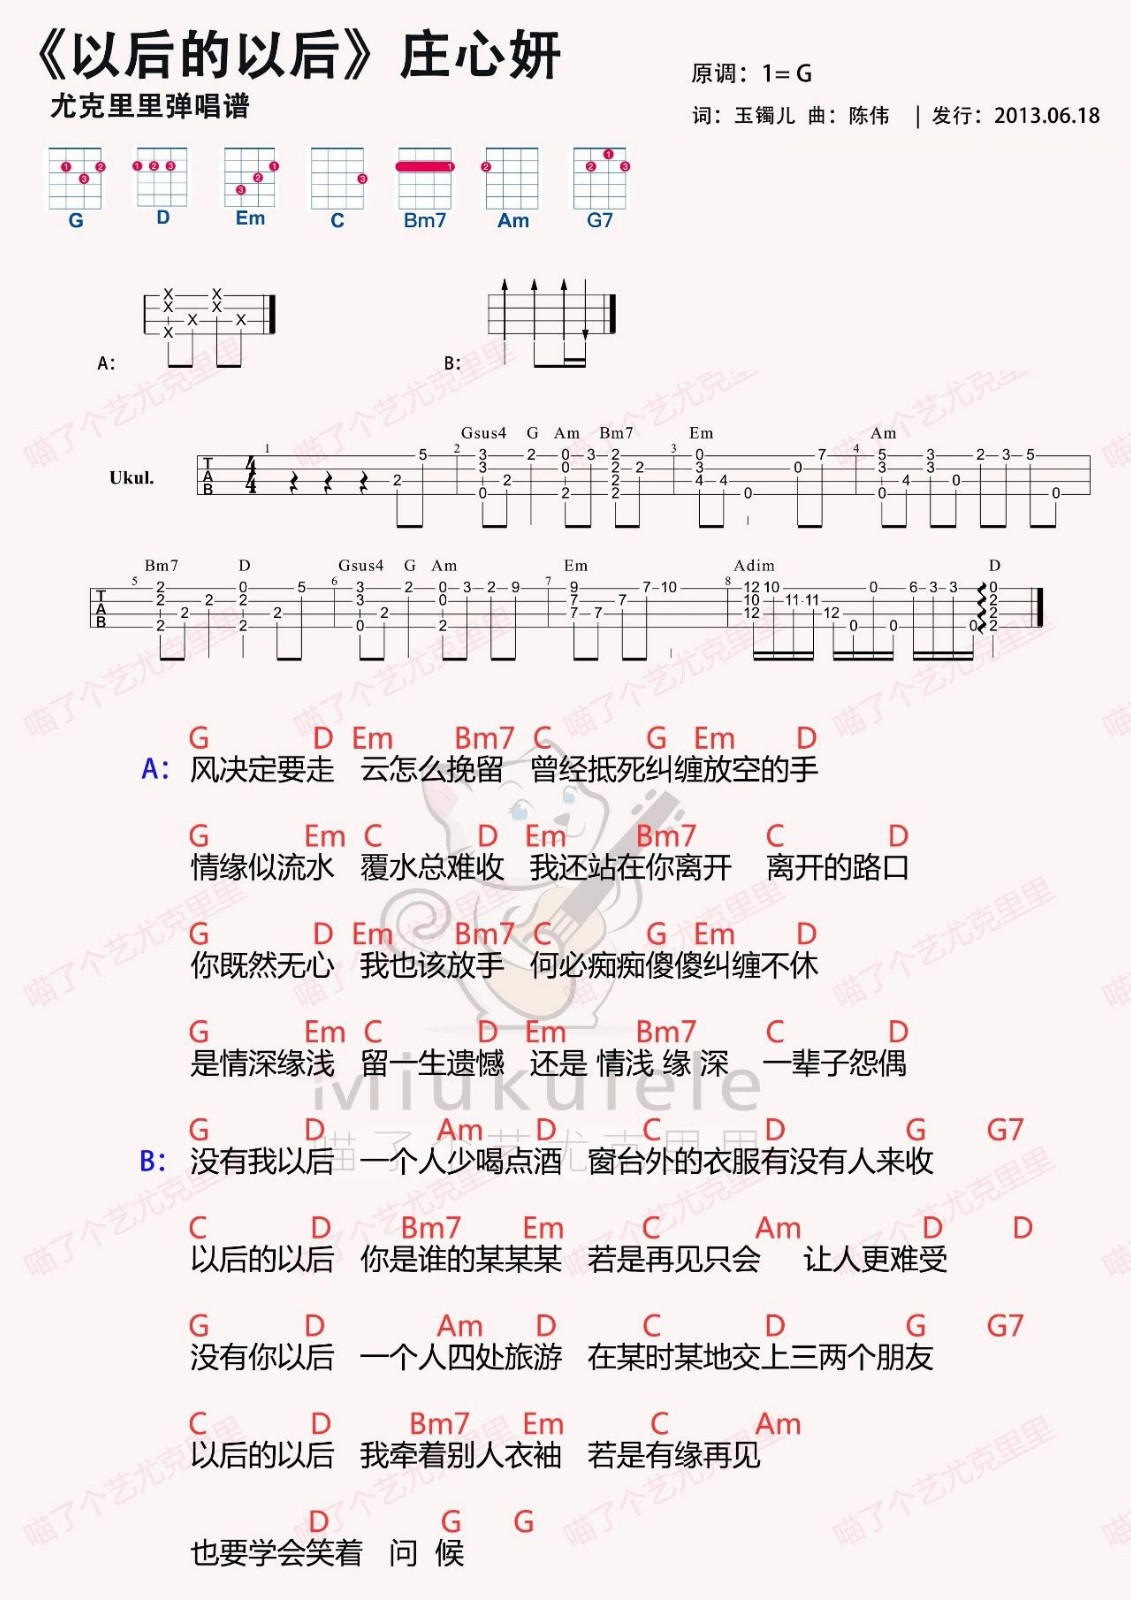 《以后的以后》庄心妍
尤克里里弹唱谱
原调：1= G
词：玉镯儿 曲：陈伟 | 发行：2013.06.18
G D Em C Bm7 Am G7
A：
B：
Gsus4 G Am Bm7 Em Am
Ukul.
Bm7 D Gsus4 G Am Em Adim D
G D Em Bm7 C G Em D
A：风决定要走 云怎么挽留 曾经抵死纠缠放空的手
G Em C D Em Bm7 C D
情缘似流水 覆水总难收 我还站在你离开 离开的路口
G D Em Bm7 C G Em D
你既然无心 我也该放手 何必痴痴傻傻纠缠不休
G Em C D Em Bm7 C D
是情深缘浅 留一生遗憾 还是 情浅 缘 深 一辈子怨偶
Miukulele
喵了个艺尤克里里
G D Am D C D G G7
B：没有我以后 一个人少喝点酒 窗台外的衣服有没有人来收
C D Bm7 Em C Am D D
以后的以后 你是谁的某某某 若是再见只会 让人更难受
G D Am D C D G G7
没有你以后 一个人四处旅游 在某时某地交上三两个朋友
C D Bm7 Em C Am
以后的以后 我牵着别人衣袖 若是有缘再见
D G G
也要学会笑着 问 候